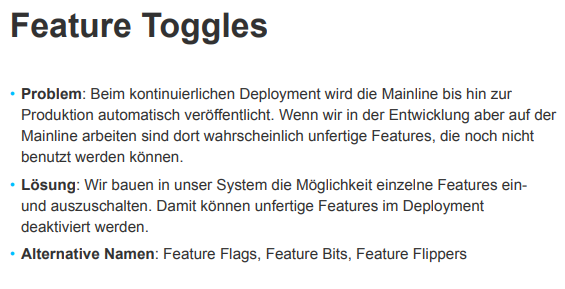 Feature Toggles
• Problem: Beim kontinuierlichen Deployment wird die Mainline bis hin zur
Produktion automatisch veröffentlicht. Wenn wir in der Entwicklung aber auf der
Mainline arbeiten sind dort wahrscheinlich unfertige Features, die noch nicht
benutzt werden können.
• Lösung: Wir bauen in unser System die Möglichkeit einzelne Features ein-
und auszuschalten. Damit können unfertige Features im Deployment
deaktiviert werden.
• Alternative Namen: Feature Flags, Feature Bits, Feature Flippers